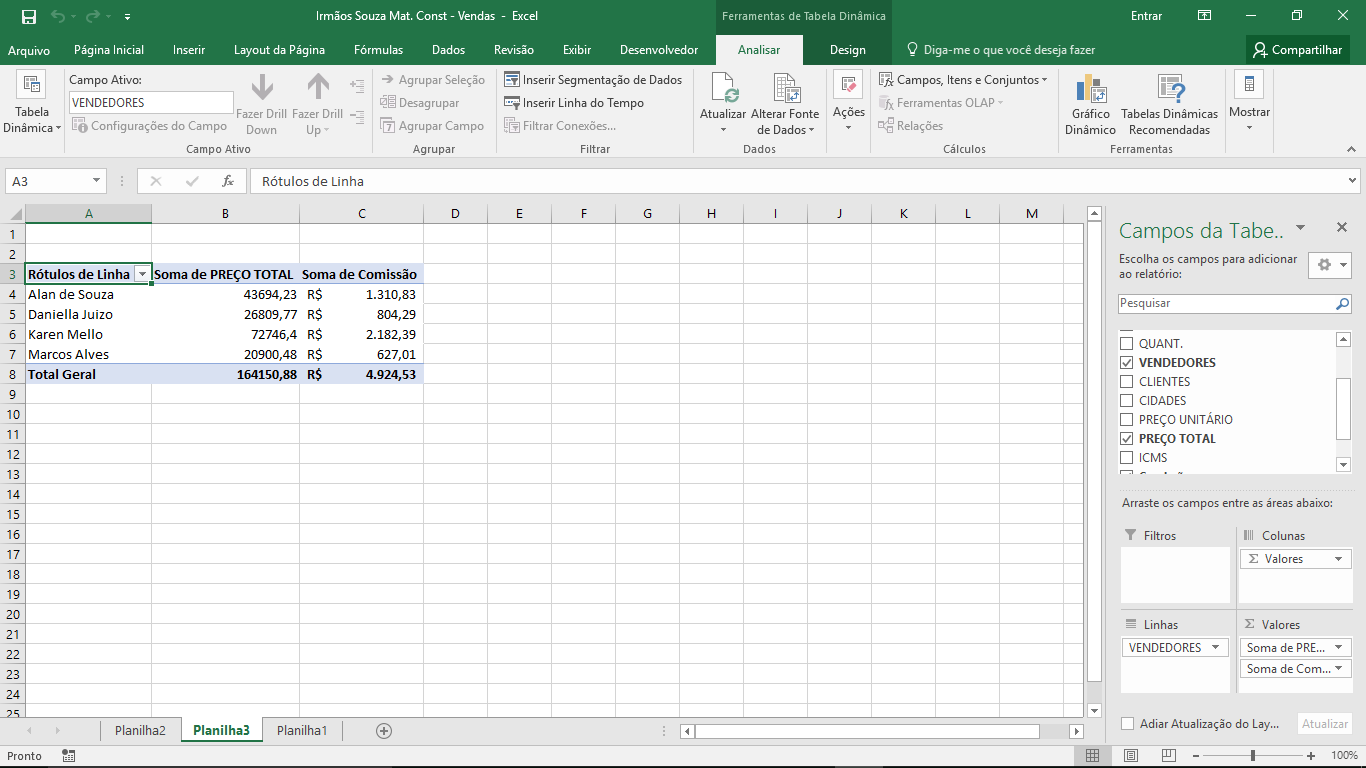 Irmãos Souza Mat. Const - Vendas - Excel
Ferramentas de Tabela Dinâmica
Entrar
Arquivo Página Inicial Inserir Layout da Página Fórmulas Dados Revisão Exibir Desenvolvedor Analisar Design Diga-me o que você deseja fazer Compartilhar
Tabela Dinâmica
Campo Ativo:
VENDEDORES
Configurações do Campo
Fazer Drill Down
Fazer Drill Up
Campo Ativo
Agrupar Seleção
Desagrupar
Agrupar Campo
Agrupar
Inserir Segmentação de Dados
Inserir Linha do Tempo
Filtrar Conexões...
Filtrar
Atualizar
Alterar Fonte de Dados
Dados
Ações
Campos, Itens e Conjuntos
Ferramentas OLAP
Relações
Cálculos
Gráfico Dinâmico
Tabelas Dinâmicas Recomendadas
Ferramentas
Mostrar
A3 fx Rótulos de Linha
A B C D E F G H I J K L M
1
2
3 Rótulos de Linha Soma de PREÇO TOTAL Soma de Comissão
4 Alan de Souza 43694,23 R$ 1.310,83
5 Daniella Juizo 26809,77 R$ 804,29
6 Karen Mello 72746,4 R$ 2.182,39
7 Marcos Alves 20900,48 R$ 627,01
8 Total Geral 164150,88 R$ 4.924,53
9
10
11
12
13
14
15
16
17
18
19
20
21
22
23
24
25
Campos da Tabe..
Escolha os campos para adicionar
ao relatório:
Pesquisar
QUANT.
VENDEDORES
CLIENTES
CIDADES
PREÇO UNITÁRIO
PREÇO TOTAL
ICMS
Arraste os campos entre as áreas abaixo:
Filtros
Colunas
Σ Valores
Linhas
Σ Valores
VENDEDORES
Soma de PRE...
Soma de Com...
Adiar Atualização do Lay...
Atualizar
Planilha2 Planilha3 Planilha1
Pronto
100%